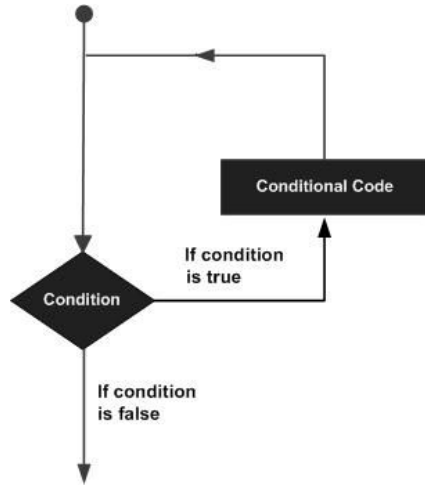 Conditional Code
If condition
is true
Condition
If condition
is false